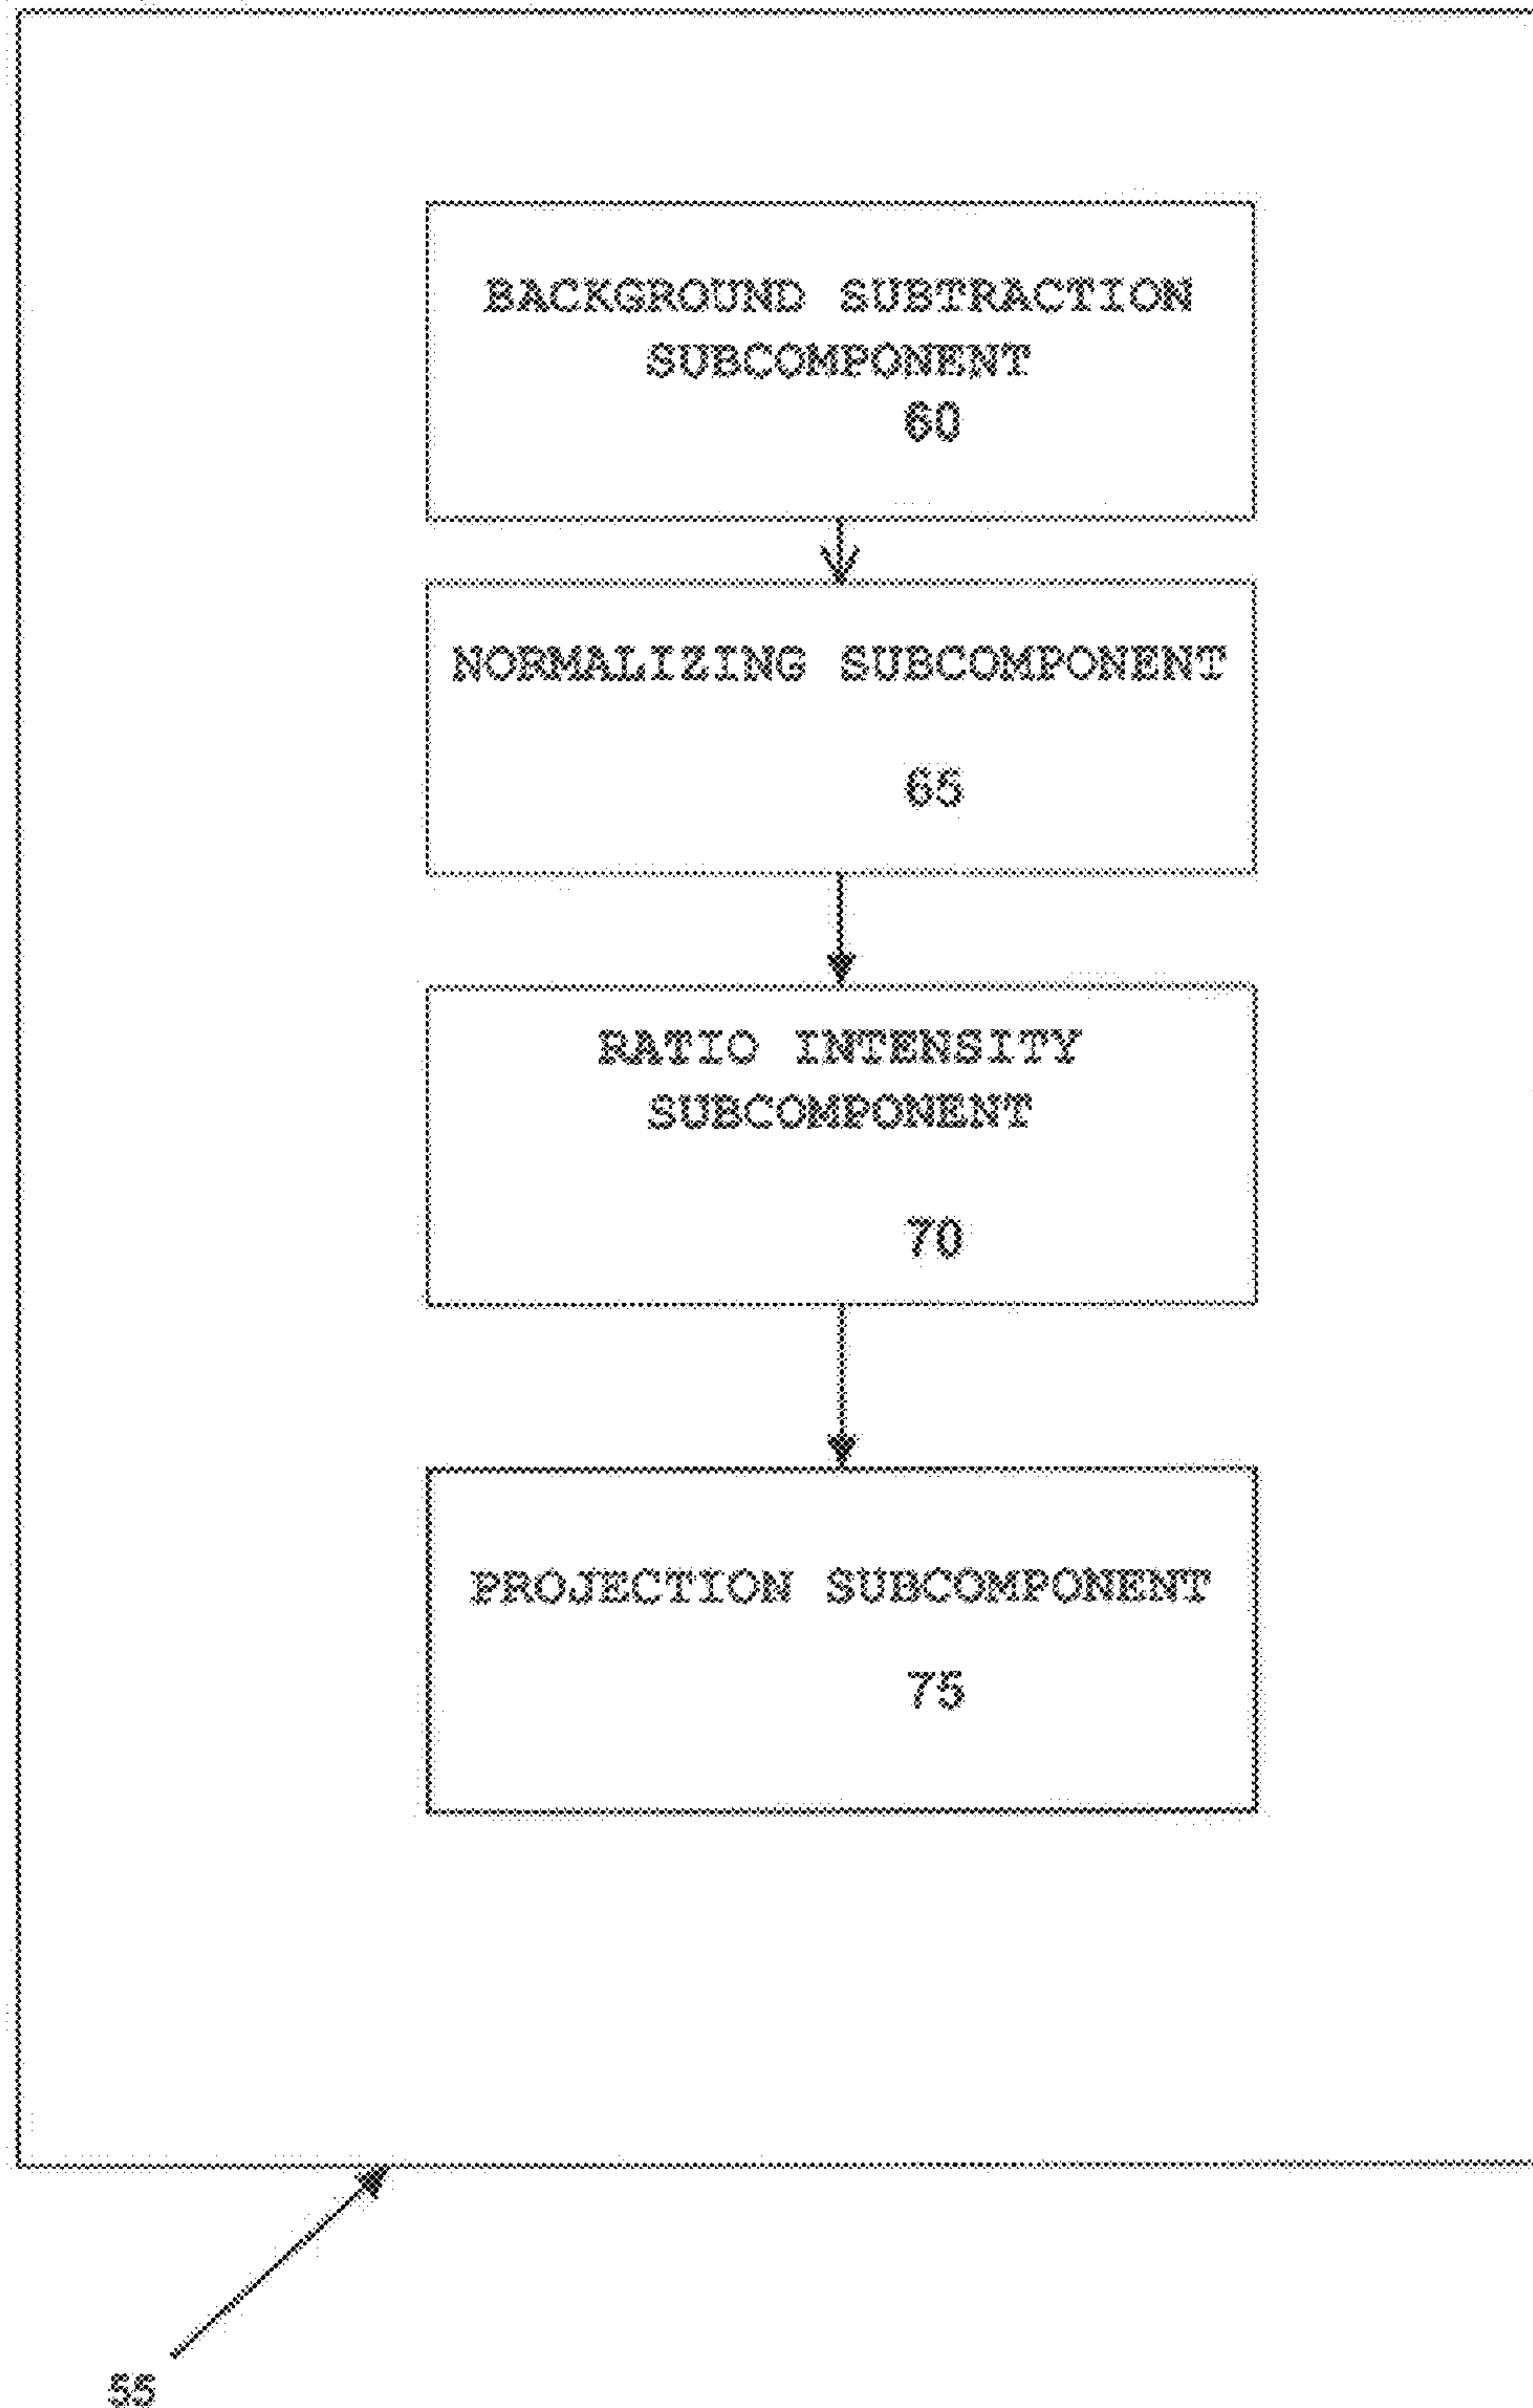 BACKGROUND SUBTRACTION
SUBCOMPONENT
60
NORMALIZING SUBCOMPONENT
65
RATIO INTENSITY
SUBCOMPONENT
70
PROJECTION SUBCOMPONENT
75
55